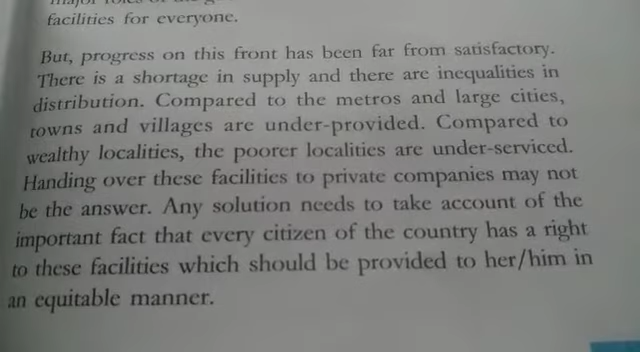 facilities for everyone.
But, progress on this front has been far from satisfactory.
There is a shortage in supply and there are inequalities in
distribution. Compared to the metros and large cities,
towns and villages are under-provided. Compared to
wealthy localities, the poorer localities are under-serviced.
Handing over these facilities to private companies may not
be the answer. Any solution needs to take account of the
important fact that every citizen of the country has a right
to these facilities which should be provided to her/him in
an equitable manner.